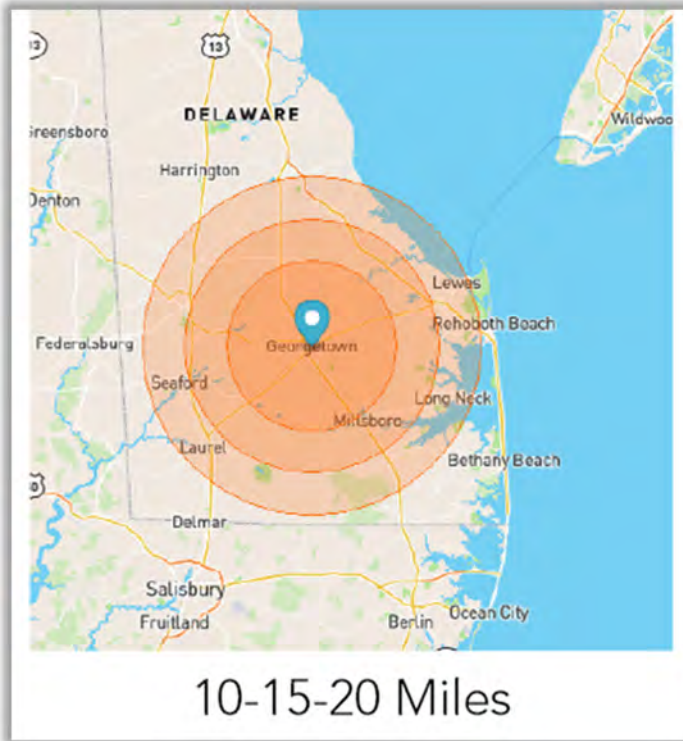 13
13
DELAWARE
Greensboro
Wildwoo
Harrington
Denton
Lewes
Rehoboth Beach
Federalsburg
Georgetown
Seaford
Long Neck
Millsboro
Laurel
Bethany Beach
Delmar
Salisbury
Ocean City
Fruitland
Berlin
10-15-20 Miles